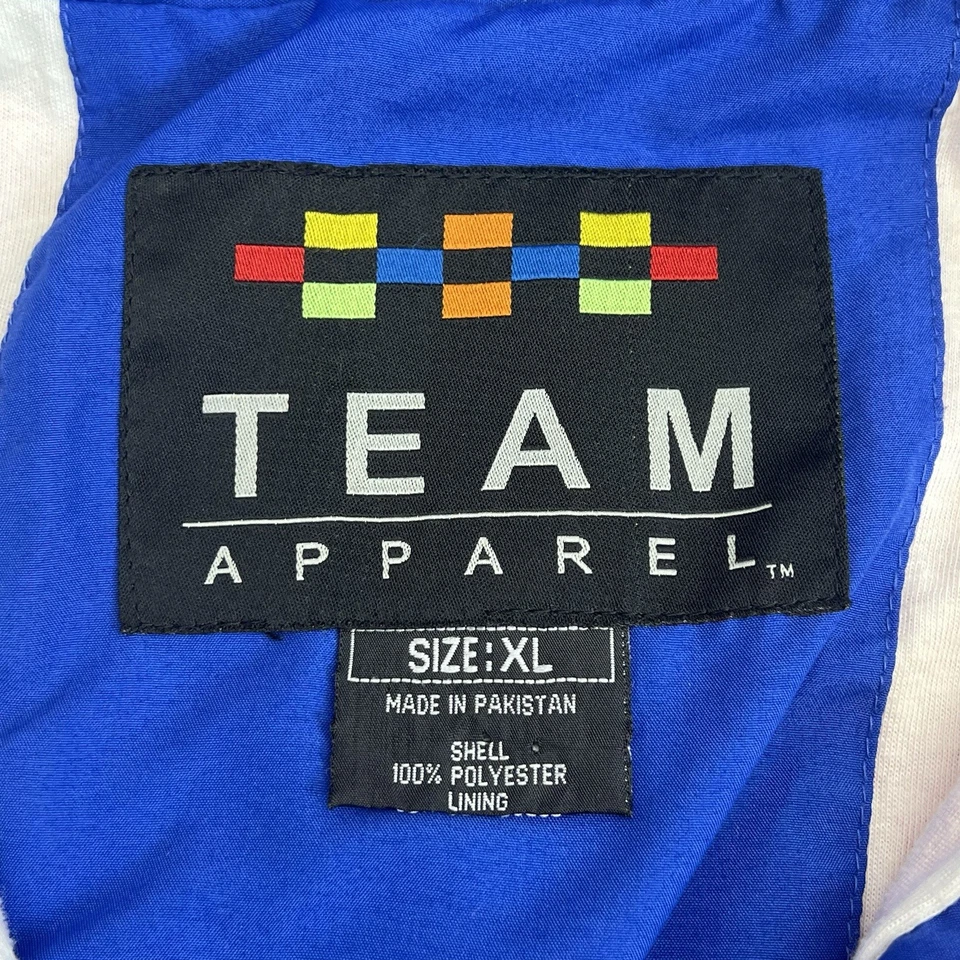 TEAM
APPAREL™
SIZE: XL
MADE IN PAKISTAN
SHELL
100% POLYESTER
LINING